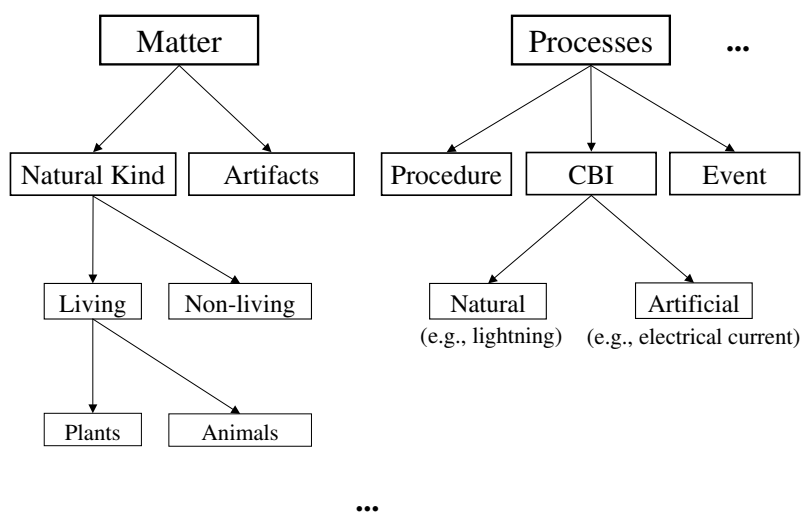 Matter
Processes
...
Natural Kind
Artifacts
Procedure
CBI
Event
Living
Non-living
Natural
Artificial
(e.g., lightning)
(e.g., electrical current)
Plants
Animals
...